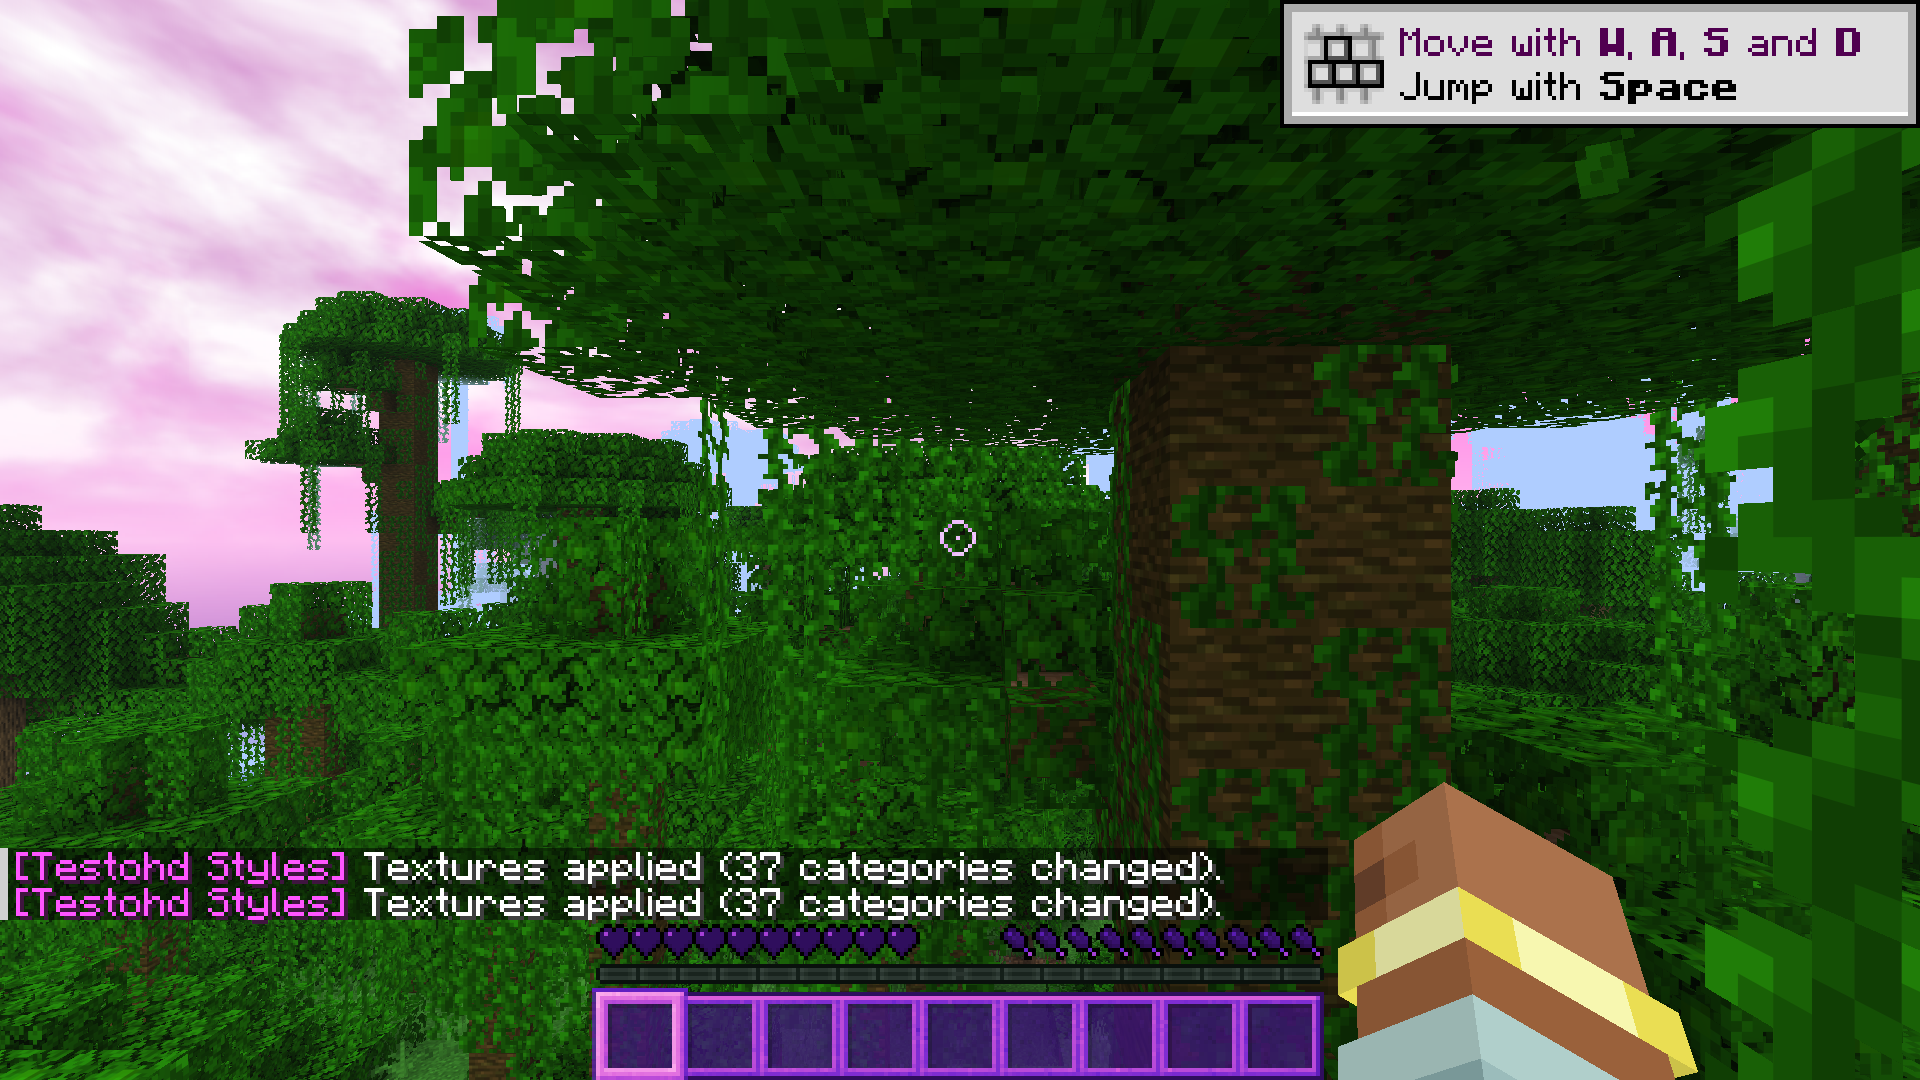 Move with W, A, S and D
Jump with Space
[Testohd Styles] Textures applied (37 categories changed).
[Testohd Styles] Textures applied (37 categories changed).